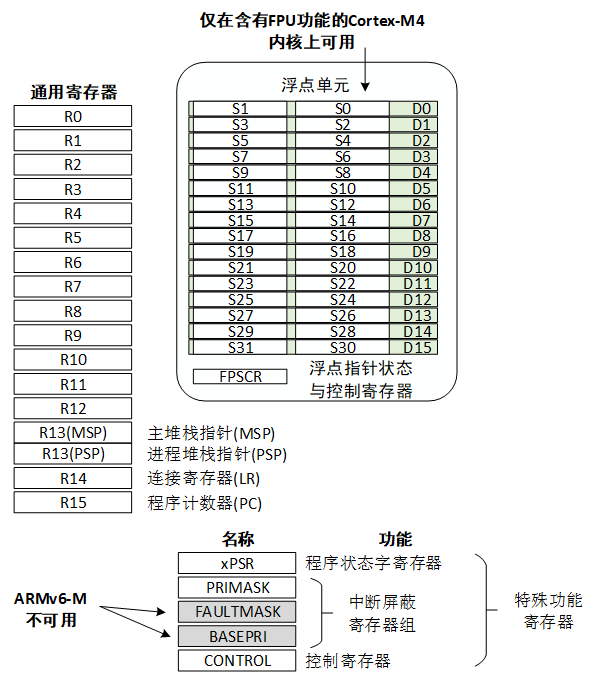 仅在含有FPU功能的Cortex-M4
内核上可用
通用寄存器
R0
R1
R2
R3
R4
R5
R6
R7
R8
R9
R10
R11
R12
R13(MSP) 主堆栈指针(MSP)
R13(PSP) 进程堆栈指针(PSP)
R14 连接寄存器(LR)
R15 程序计数器(PC)
浮点单元
S1 S0 D0
S3 S2 D1
S5 S4 D2
S7 S6 D3
S9 S8 D4
S11 S10 D5
S13 S12 D6
S15 S14 D7
S17 S16 D8
S19 S18 D9
S21 S20 D10
S23 S22 D11
S25 S24 D12
S27 S26 D13
S29 S28 D14
S31 S30 D15
FPSCR
浮点指针状态
与控制寄存器
名称 功能
xPSR 程序状态字寄存器
PRIMASK
FAULTMASK
BASEPRI
中断屏蔽
寄存器组
CONTROL 控制寄存器
ARMv6-M
不可用
特殊功能
寄存器